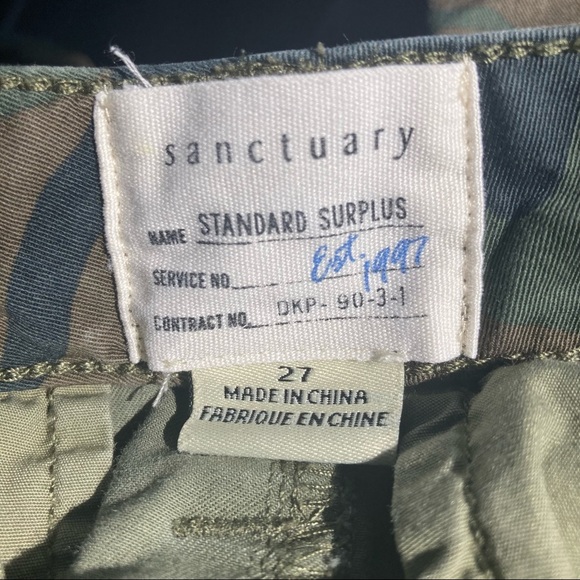 sanctuary
NAME STANDARD SURPLUS
SERVICE NO. Est. 1997
CONTRACT NO. DKP-90-3-1
27
MADE IN CHINA
FABRIQUE EN CHINE